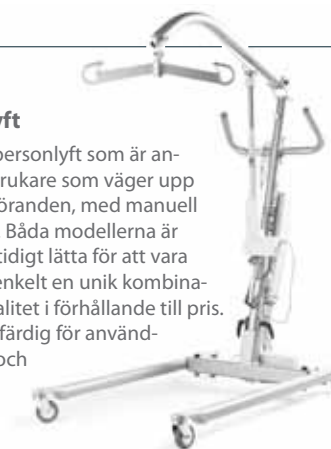 yft
personlyft som är an-
rukare som väger upp
föranden, med manuell
Båda modellerna är
tidigt lätta för att vara
enkelt en unik kombina-
alitet i förhållande till pris.
färdig för använd-
och